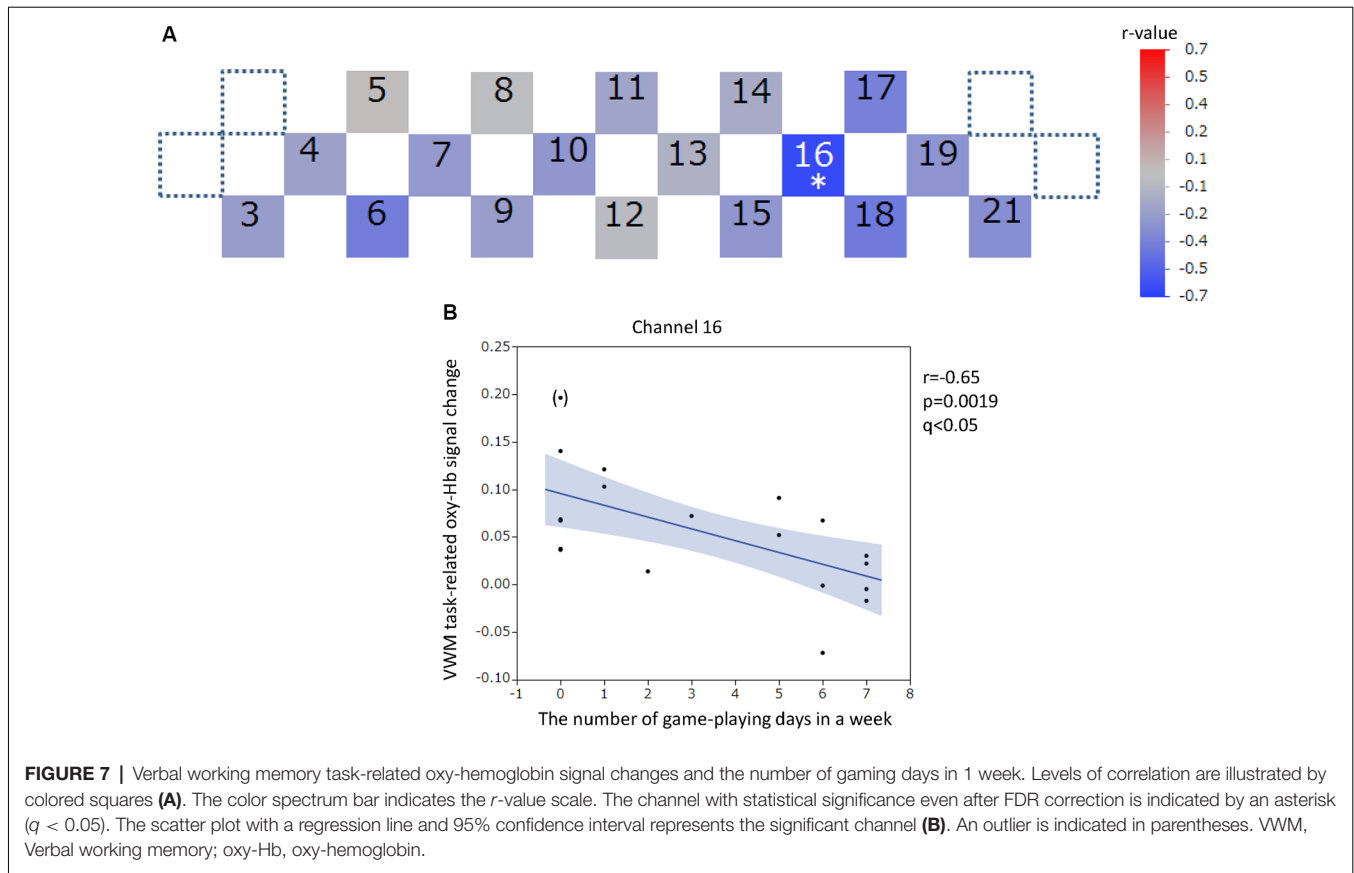 A
r-value
5 8 11 14 17
4 7 10 13 16 19
*
3 6 9 12 15 18 21
0.7
0.5
0.4
0.2
0.1
-0.1
-0.2
-0.4
-0.5
-0.7
B
Channel 16
VWM task-related oxy-Hb signal change
0.25
0.20
0.15
0.10
0.05
0.00
-0.05
-0.10
(•)
r=-0.65
p=0.0019
q<0.05
-1 0 1 2 3 4 5 6 7 8
The number of game-playing days in a week
FIGURE 7 | Verbal working memory task-related oxy-hemoglobin signal changes and the number of gaming days in 1 week. Levels of correlation are illustrated by
colored squares (A). The color spectrum bar indicates the r-value scale. The channel with statistical significance even after FDR correction is indicated by an asterisk
(q < 0.05). The scatter plot with a regression line and 95% confidence interval represents the significant channel (B). An outlier is indicated in parentheses. VWM,
Verbal working memory; oxy-Hb, oxy-hemoglobin.